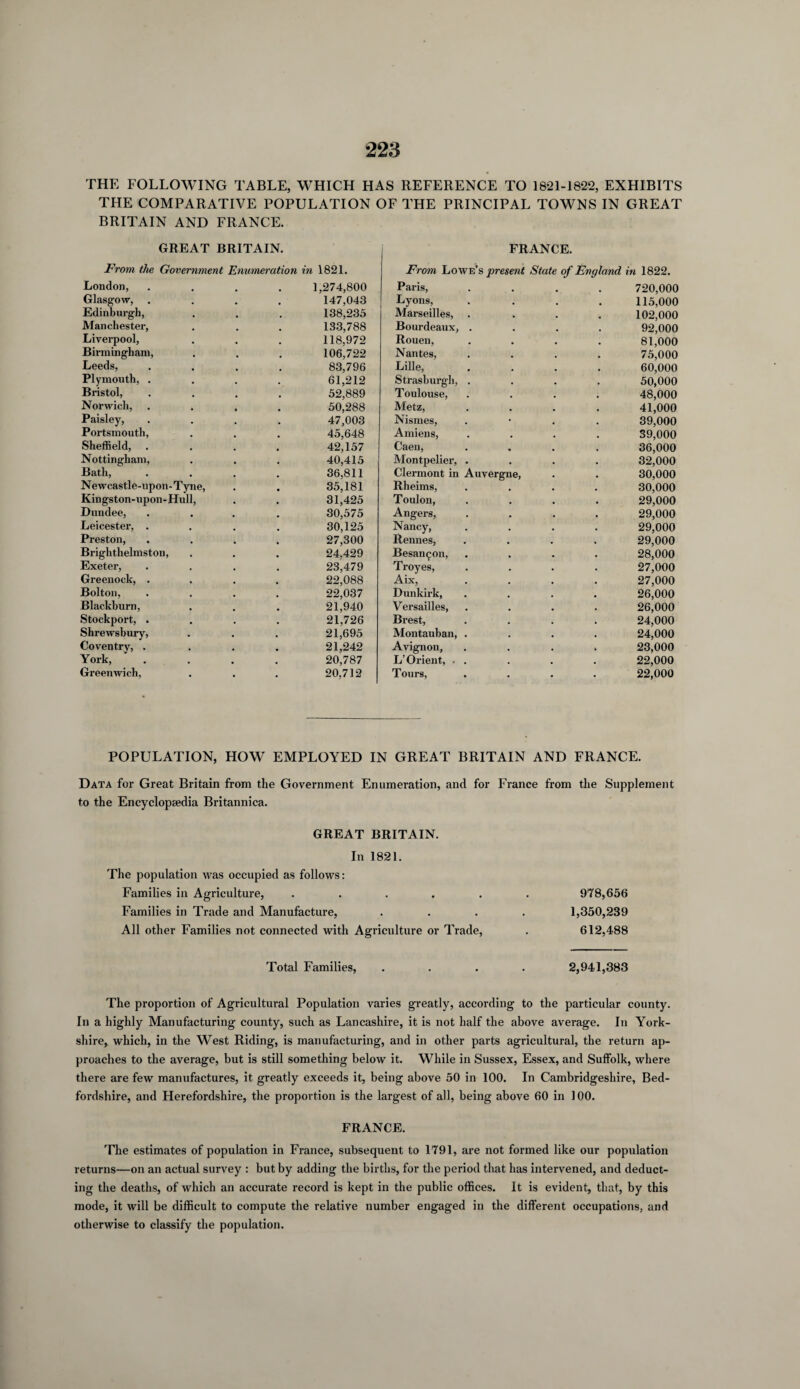 223
THE FOLLOWING TABLE, WHICH HAS REFERENCE TO 1821-1822, EXHIBITS
THE COMPARATIVE POPULATION OF THE PRINCIPAL TOWNS IN GREAT
BRITAIN AND FRANCE.
GREAT BRITAIN.
From the Government Enumeration in 1821.
London, . . . . 1,274,800
Glasgow, . . . . 147,043
Edinburgh, . . . 138,235
Manchester, . . . 133,788
Liverpool, . . . 118,972
Birmingham, . . . 106,722
Leeds, . . . . 83,796
Plymouth, . . . . 61,212
Bristol, . . . . 52,889
Norwich, . . . . 50,288
Paisley, . . . . 47,003
Portsmouth, . . . 45,648
Sheffield, . . . . 42,157
Nottingham, . . . 40,415
Bath, . . . . 36,811
Newcastle-upon-Tyne, . . 35,181
Kingston-upon-Hull, . . 31,425
Dundee, . . . . 30,575
Leicester, . . . . 30,125
Preston, . . . . 27,300
Brighthelmston, . . . 24,429
Exeter, . . . . 23,479
Greenock, . . . . 22,088
Bolton, . . . . 22,037
Blackburn, . . . 21,940
Stockport, . . . . 21,726
Shrewsbury, . . . 21,695
Coventry, . . . . 21,242
York, . . . . 20,787
Greenwich, . . . 20,712
FRANCE.
From Lowe's present State of England in 1822.
Paris, . . . . 720,000
Lyons, . . . . 115,000
Marseilles, . . . . 102,000
Bourdeaux, . . . . 92,000
Rouen, . . . . 81,000
Nantes, . . . . 75,000
Lille, . . . . 60,000
Strasburgh, . . . . 50,000
Toulouse, . . . . 48,000
Metz, . . . . 41,000
Nismes, . . . . 39,000
Amiens, . . . . 39,000
Caen, . . . . 36,000
Montpelier, . . . . 32,000
Clermont in Auvergne, . . 30,000
Rheims, . . . . 30,000
Toulon, . . . . 29,000
Angers, . . . . 29,000
Nancy, . . . . 29,000
Rennes, . . . . 29,000
Besançon, . . . . 28,000
Troyes, . . . . 27,000
Aix, . . . . 27,000
Dunkirk, . . . . 26,000
Versailles, . . . . 26,000
Brest, . . . . 24,000
Montauban, . . . . 24,000
Avignon, . . . . 23,000
L'Orient, . . . . . 22,000
Tours, . . . . 22,000
POPULATION, HOW EMPLOYED IN GREAT BRITAIN AND FRANCE.
Data for Great Britain from the Government Enumeration, and for France from the Supplement
to the Encyclopædia Britannica.
GREAT BRITAIN.
In 1821.
The population was occupied as follows:
Families in Agriculture, . . . . . . 978,656
Families in Trade and Manufacture, . . . . 1,350,239
All other Families not connected with Agriculture or Trade, . 612,488
Total Families, . . . . 2,941,383
The proportion of Agricultural Population varies greatly, according to the particular county.
In a highly Manufacturing county, such as Lancashire, it is not half the above average. In York-
shire, which, in the West Riding, is manufacturing, and in other parts agricultural, the return ap-
proaches to the average, but is still something below it. While in Sussex, Essex, and Suffolk, where
there are few manufactures, it greatly exceeds it, being above 50 in 100. In Cambridgeshire, Bed-
fordshire, and Herefordshire, the proportion is the largest of all, being above 60 in 100.
FRANCE.
The estimates of population in France, subsequent to 1791, are not formed like our population
returns—on an actual survey : but by adding the births, for the period that has intervened, and deduct-
ing the deaths, of which an accurate record is kept in the public offices. It is evident, that, by this
mode, it will be difficult to compute the relative number engaged in the different occupations, and
otherwise to classify the population.